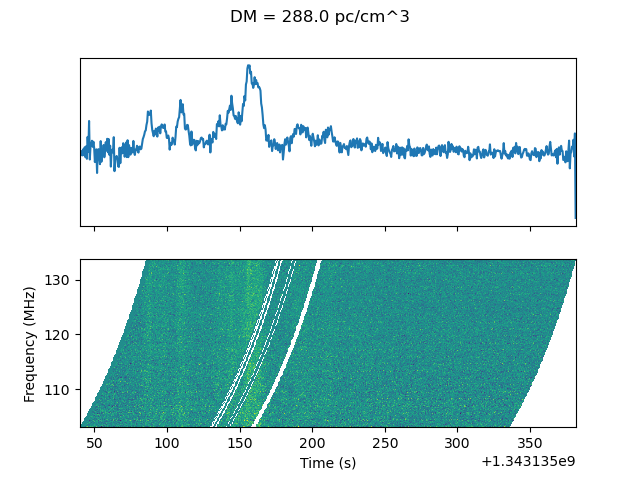 DM = 288.0 pc/cm^3
130
120
110
Frequency (MHz)
50 100 150 200 250 300 350
Time (s)
+1.343135e9